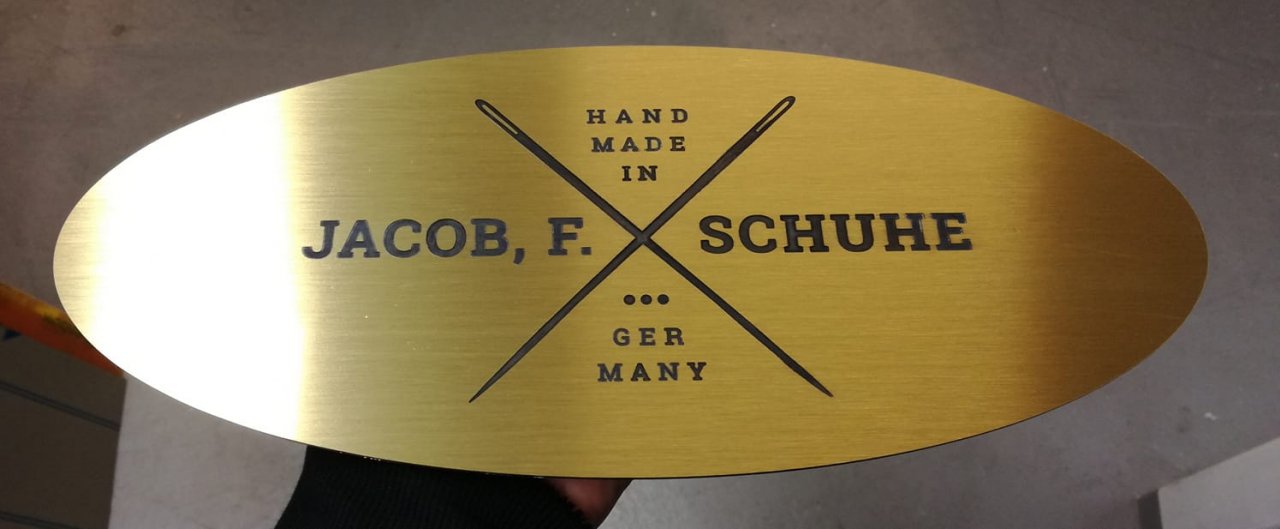 HAND
MADE
IN
JACOB, F. SCHUHE
•••
GER
MANY